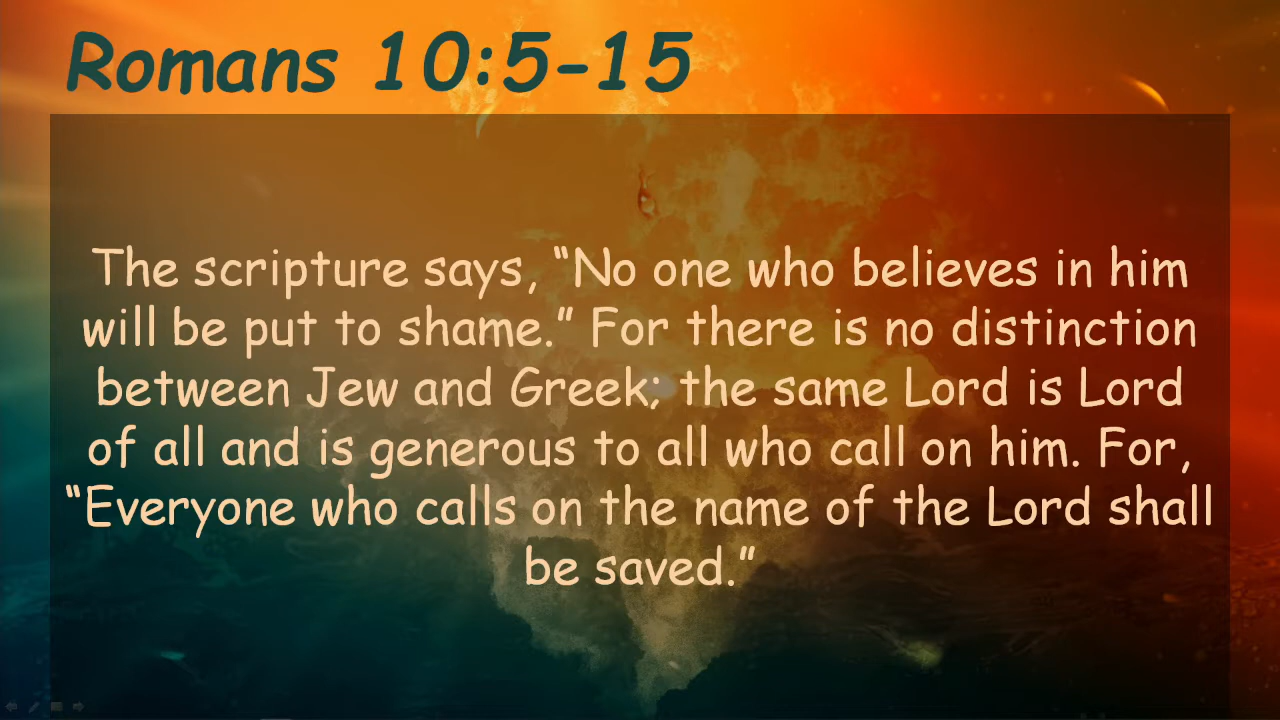 Romans 10:5-15
The scripture says, “No one who believes in him
will be put to shame.” For there is no distinction
between Jew and Greek; the same Lord is Lord
of all and is generous to all who call on him. For,
“Everyone who calls on the name of the Lord shall
be saved.”